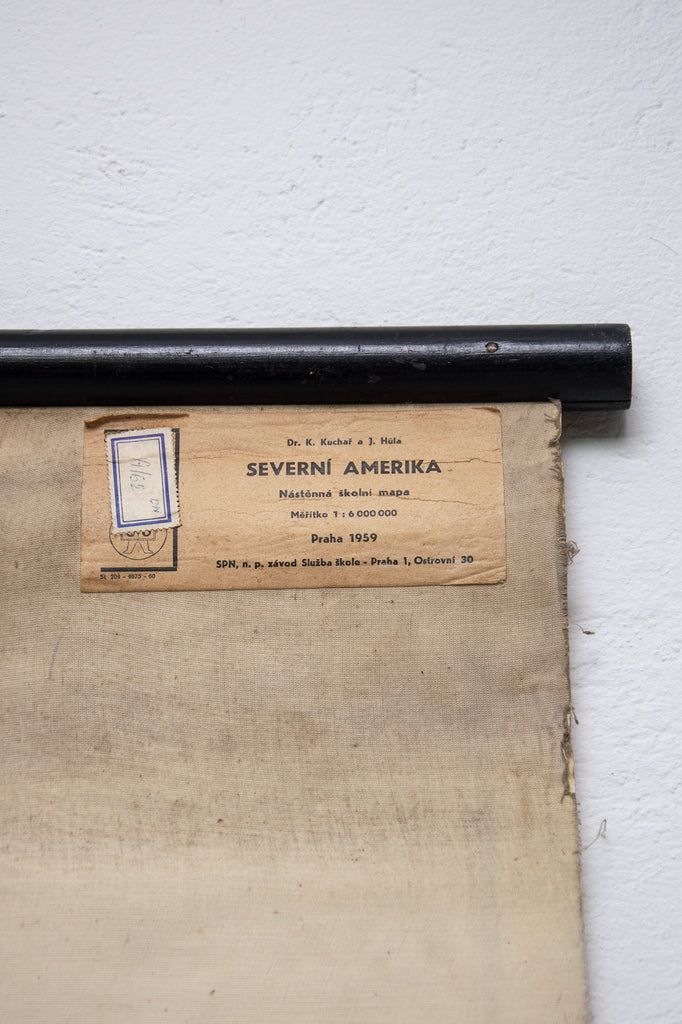 Dr. K. Kuchař a J. Hůla
SEVERNÍ AMERIKA
Nástěnná školní mapa
Měřítko 1 : 6 000 000
Praha 1959
SPN, n. p. závod Služba škole - Praha 1, Ostrovní 30
A/62